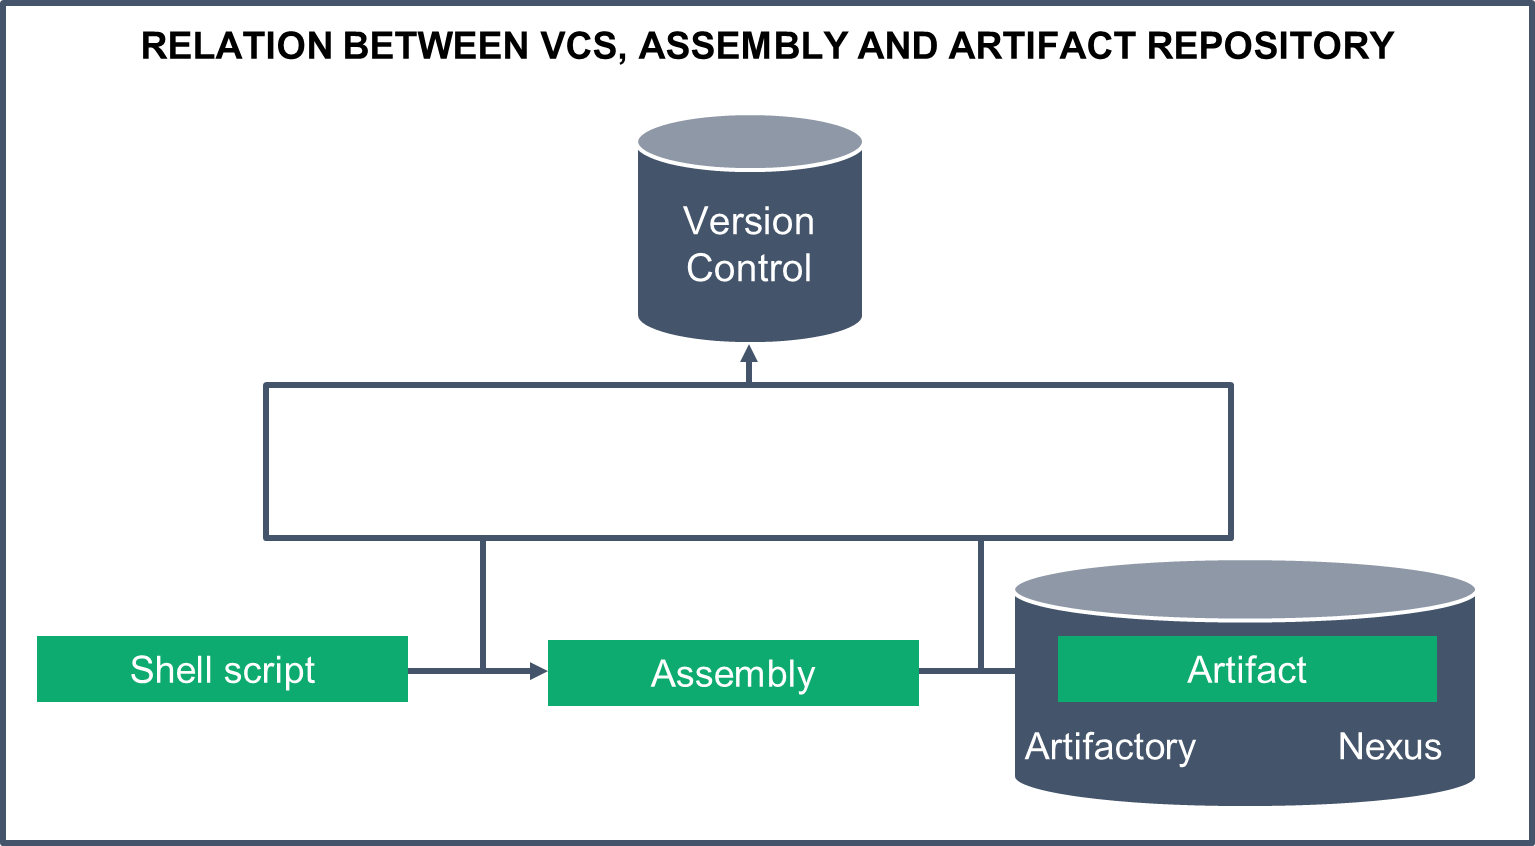 RELATION BETWEEN VCS, ASSEMBLY AND ARTIFACT REPOSITORY
Version
Control
Shell script
Assembly
Artifact
Artifactory
Nexus